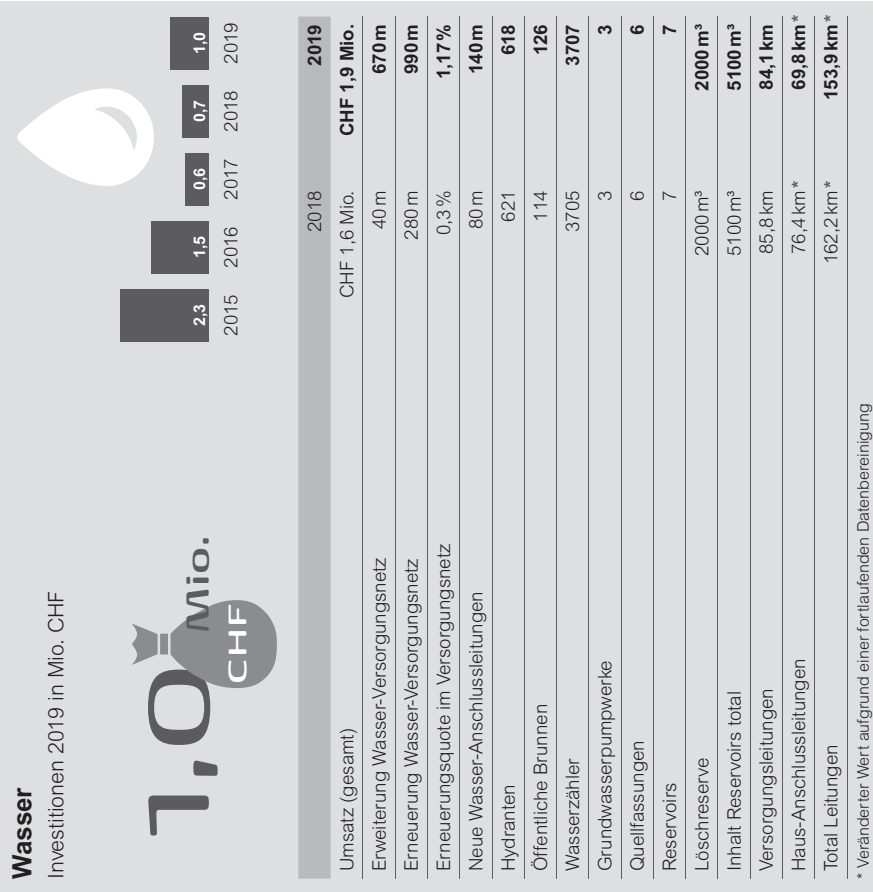 Wasser
Investitionen 2019 in Mio. CHF
1,0 Mio.
CHF
2,3 1,5 0,6 0,7 1,0
2015 2016 2017 2018 2019
2018 2019
Umsatz (gesamt) CHF 1,6 Mio. CHF 1,9 Mio.
Erweiterung Wasser-Versorgungsnetz 40 m 670 m
Erneuerung Wasser-Versorgungsnetz 280 m 990 m
Erneuerungsquote im Versorgungsnetz 0,3 % 1,17%
Neue Wasser-Anschlussleitungen 80 m 140 m
Hydranten 621 618
Öffentliche Brunnen 114 126
Wasserzähler 3705 3707
Grundwasserpumpwerke 3 3
Quellfassungen 6 6
Reservoirs 7 7
Löschreserve 2000 m³ 2000 m³
Inhalt Reservoirs total 5100 m³ 5100 m³
Versorgungsleitungen 85,8 km 84,1 km
Haus-Anschlussleitungen 76,4 km* 69,8 km*
Total Leitungen 162,2 km* 153,9 km*
* Veränderter Wert aufgrund einer fortlaufenden Datenbereinigung